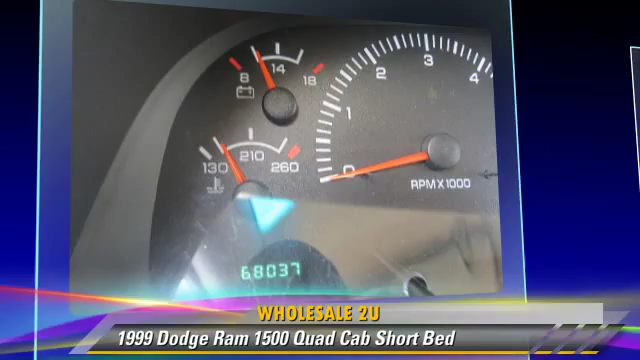 8 14 18
130 210 260
0 1 2 3 4
RPM X 1000
68037
WHOLESALE 2U
1999 Dodge Ram 1500 Quad Cab Short Bed